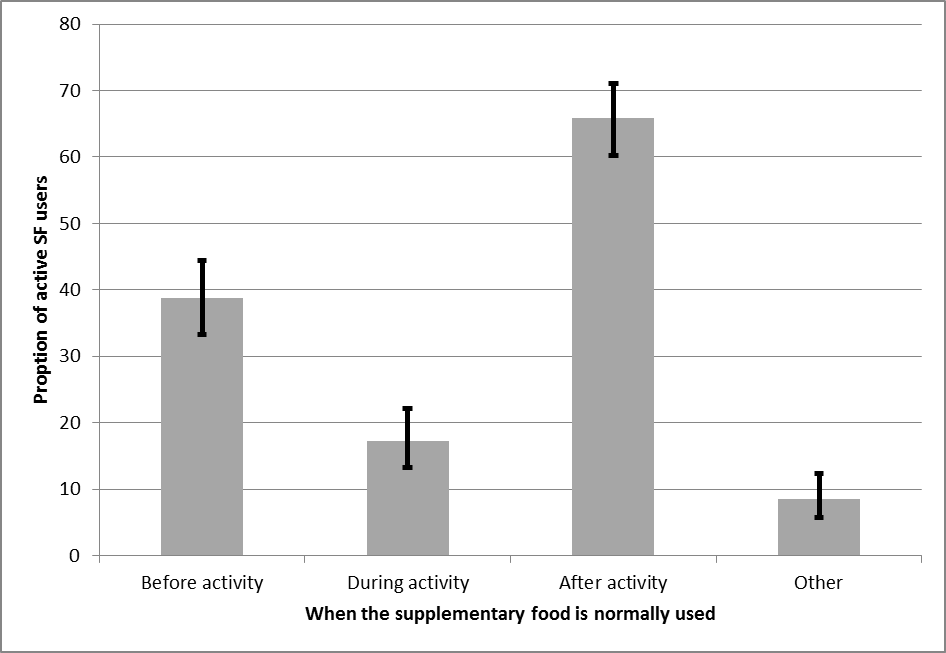 80
70
60
50
40
30
20
10
0
Proption of active SF users
Before activity
During activity
After activity
Other
When the supplementary food is normally used